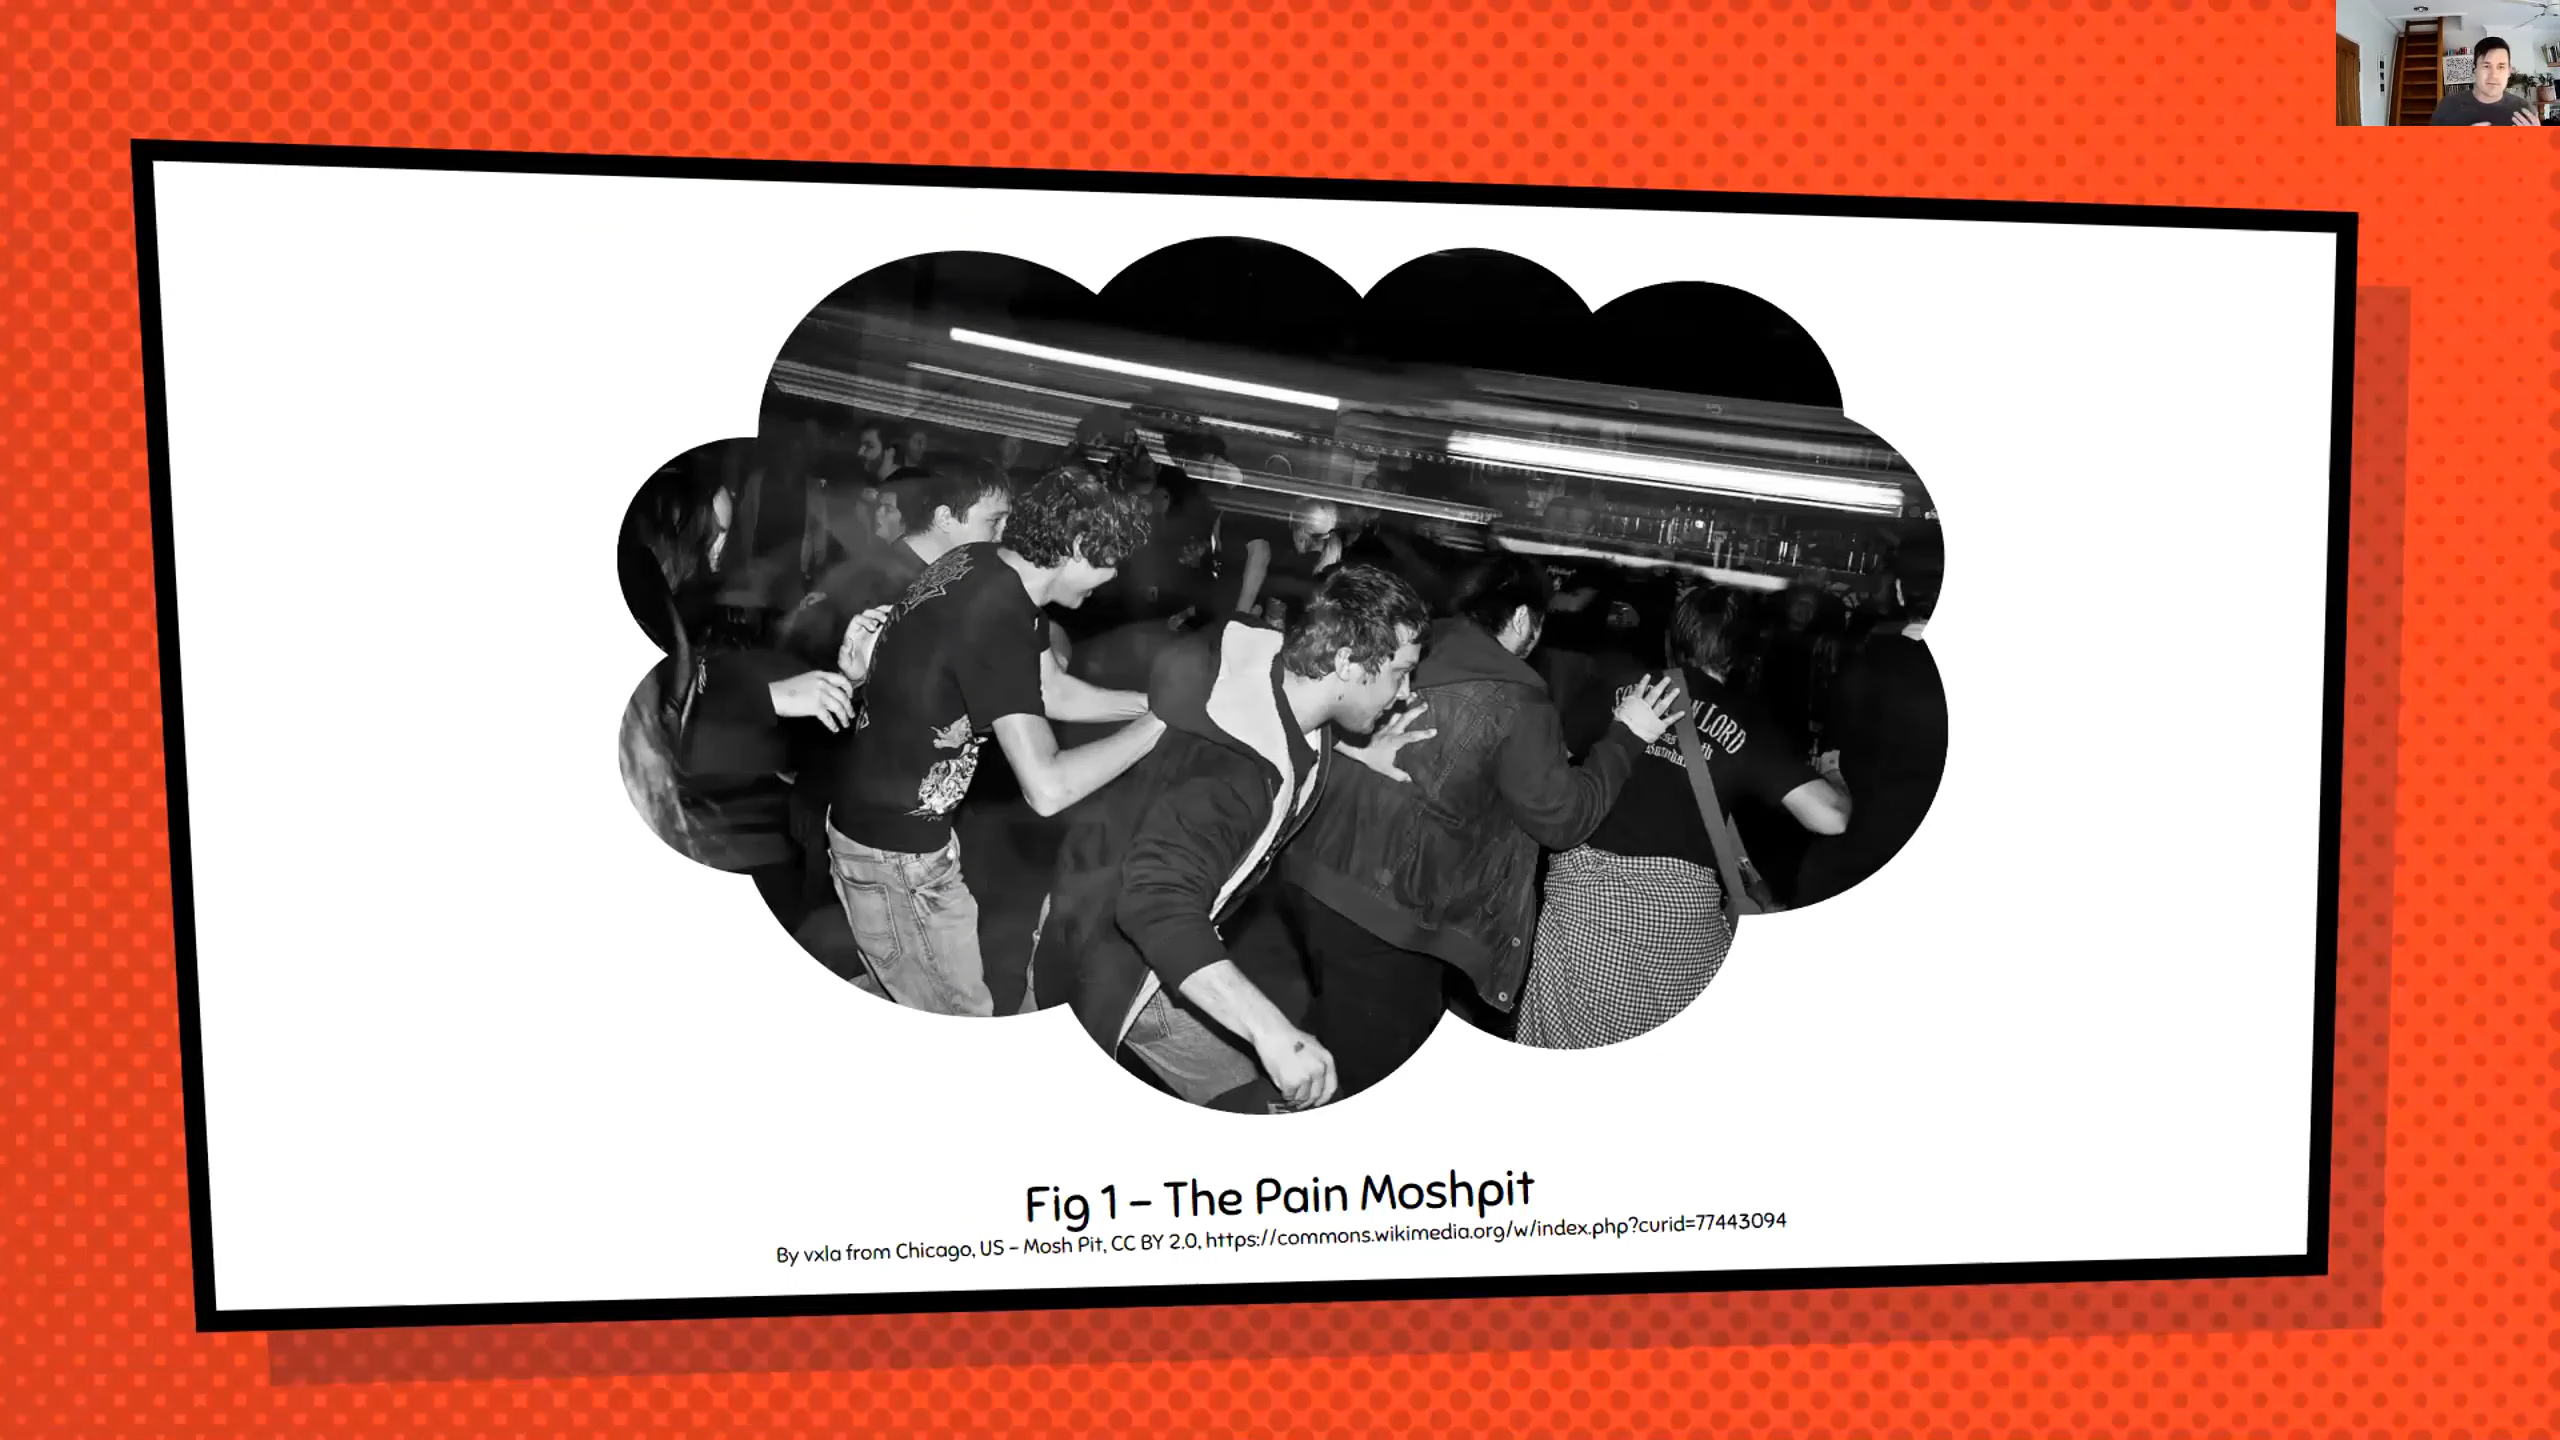 LORD
Fig 1 – The Pain Moshpit
By vxla from Chicago, US – Mosh Pit, CC BY 2.0, https://commons.wikimedia.org/w/index.php?curid=77443094